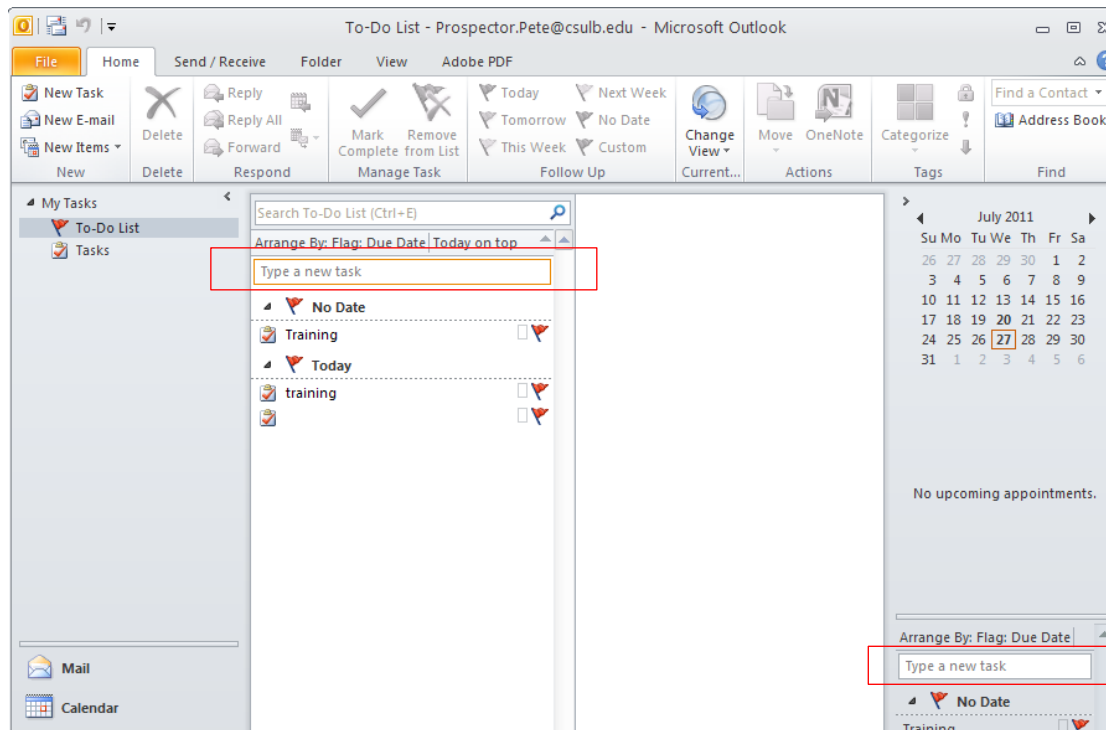 To-Do List - Prospector.Pete@csulb.edu - Microsoft Outlook
File Home Send / Receive Folder View Adobe PDF
New Task
New E-mail
New Items
New
Delete
Delete
Reply
Reply All
Forward
Respond
Mark Complete
Remove from List
Manage Task
Today
Tomorrow
This Week
Next Week
No Date
Custom
Follow Up
Change View
Current...
Move
OneNote
Actions
Categorize
Tags
Find a Contact
Address Book
Find
My Tasks
To-Do List
Tasks
Mail
Calendar
Search To-Do List (Ctrl+E)
Arrange By: Flag: Due Date Today on top
Type a new task
No Date
Training
Today
training
July 2011
Su Mo Tu We Th Fr Sa
26 27 28 29 30 1 2
3 4 5 6 7 8 9
10 11 12 13 14 15 16
17 18 19 20 21 22 23
24 25 26 27 28 29 30
31 1 2 3 4 5 6
No upcoming appointments.
Arrange By: Flag: Due Date
Type a new task
No Date
Training